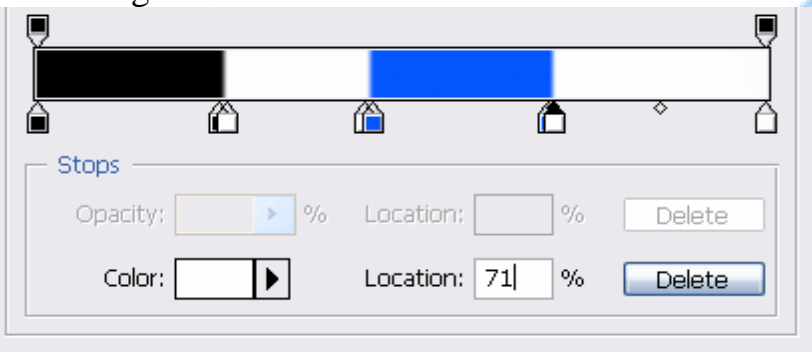 Stops
Opacity: % Location: % Delete
Color: Location: 71 % Delete